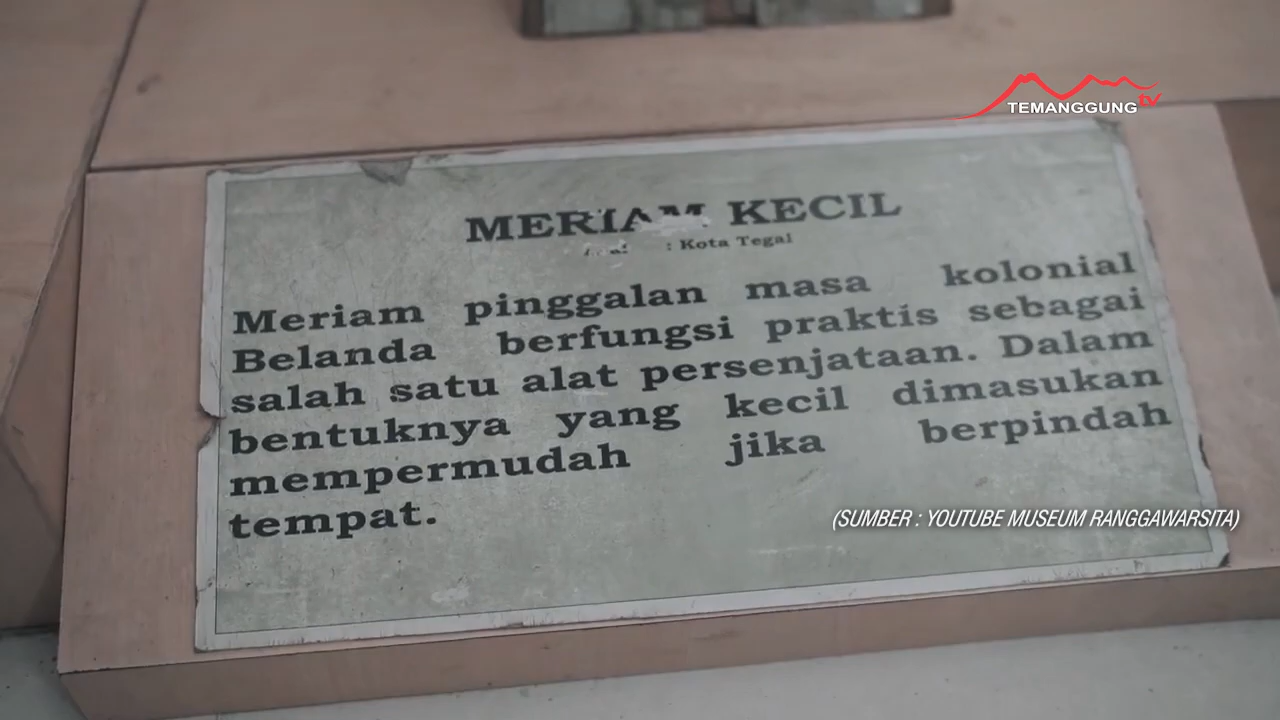 TEMANGGUNG tv
MERIAM KECIL
: Kota Tegal
Meriam pinggalan masa kolonial
Belanda berfungsi praktis sebagai
salah satu alat persenjataan. Dalam
bentuknya yang kecil dimasukan
mempermudah jika berpindah
tempat.
(SUMBER : YOUTUBE MUSEUM RANGGAWARSITA)